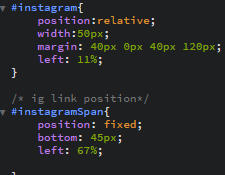 #instagram{
position:relative;
width:50px;
margin: 40px 0px 40px 120px;
left: 11%;
}
/* ig link position*/
#instagramSpan{
position: fixed;
bottom: 45px;
left: 67%;